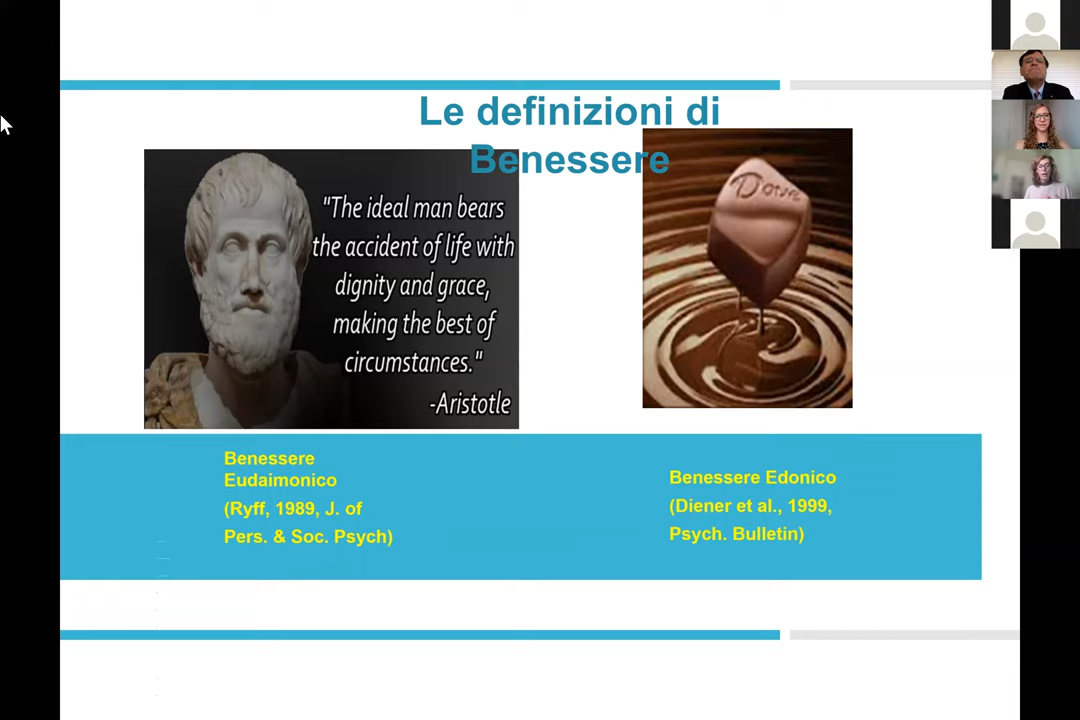 Le definizioni di
Benessere
"The ideal man bears
the accident of life with
dignity and grace,
making the best of
circumstances."
-Aristotle
Dove
Benessere
Eudaimonico
(Ryff, 1989, J. of
Pers. & Soc. Psych)
Benessere Edonico
(Diener et al., 1999,
Psych. Bulletin)